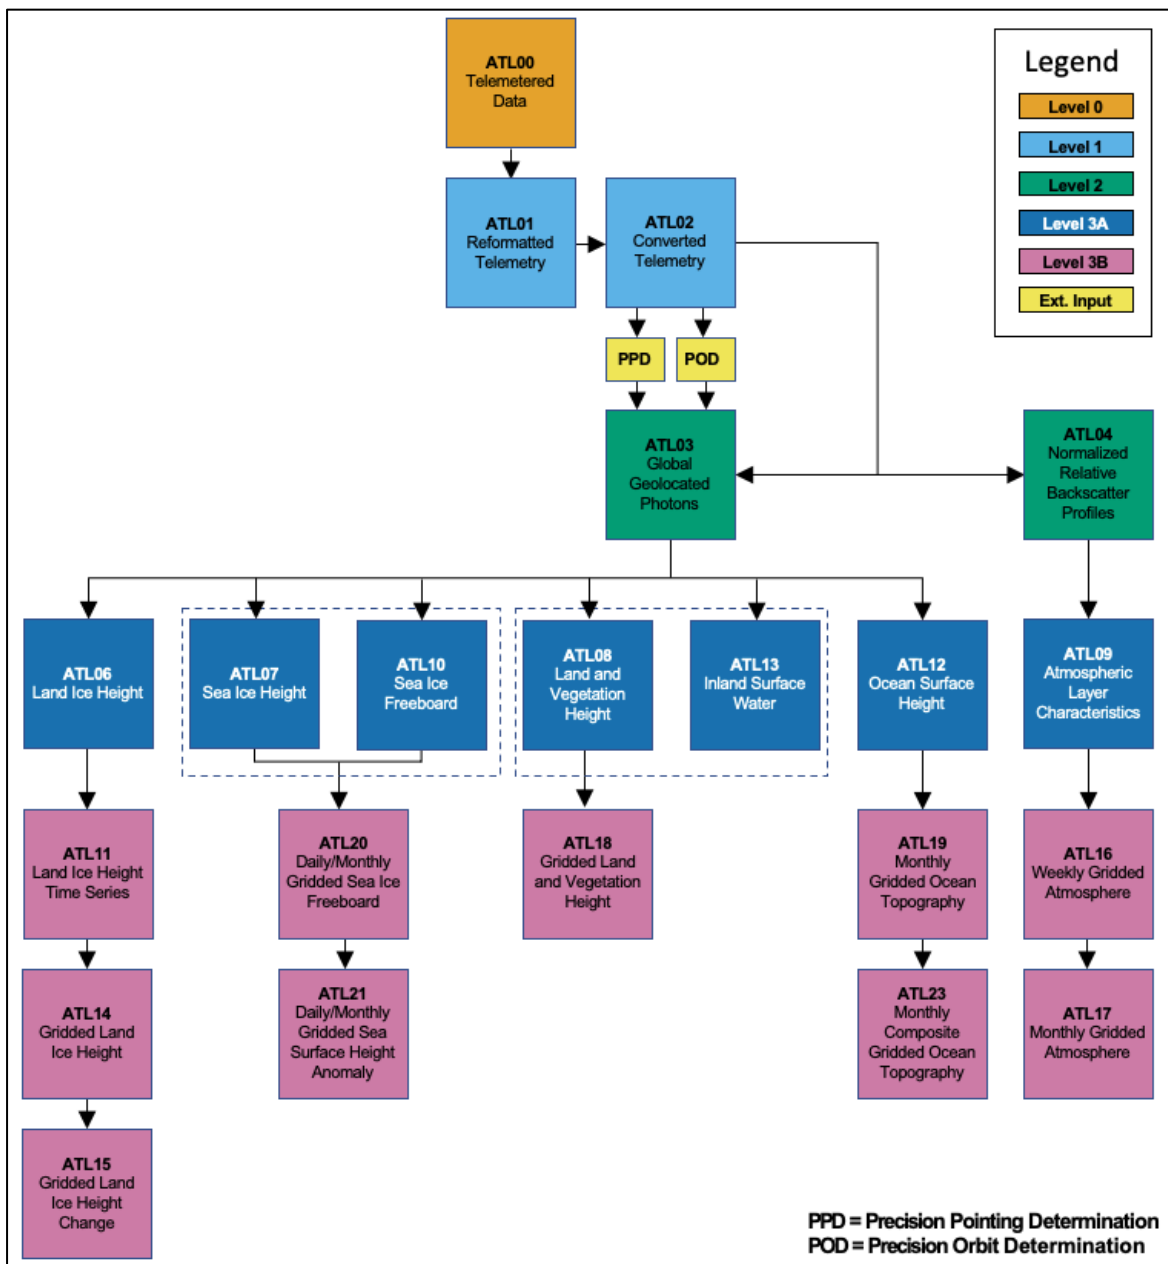 ATL00
Telemetered
Data
Legend
Level 0
Level 1
Level 2
Level 3A
Level 3B
Ext. Input
ATL01
Reformatted
Telemetry
ATL02
Converted
Telemetry
PPD
POD
ATL03
Global
Geolocated
Photons
ATL04
Normalized
Relative
Backscatter
Profiles
ATL06
Land Ice Height
ATL07
Sea Ice Height
ATL10
Sea Ice
Freeboard
ATL08
Land and
Vegetation
Height
ATL13
Inland Surface
Water
ATL12
Ocean Surface
Height
ATL09
Atmospheric
Layer
Characteristics
ATL11
Land Ice Height
Time Series
ATL20
Daily/Monthly
Gridded Sea Ice
Freeboard
ATL18
Gridded Land
and Vegetation
Height
ATL19
Monthly
Gridded Ocean
Topography
ATL16
Weekly Gridded
Atmosphere
ATL14
Gridded Land
Ice Height
ATL21
Daily/Monthly
Gridded Sea
Surface Height
Anomaly
ATL23
Monthly
Composite
Gridded Ocean
Topography
ATL17
Monthly Gridded
Atmosphere
ATL15
Gridded Land
Ice Height
Change
PPD = Precision Pointing Determination
POD = Precision Orbit Determination